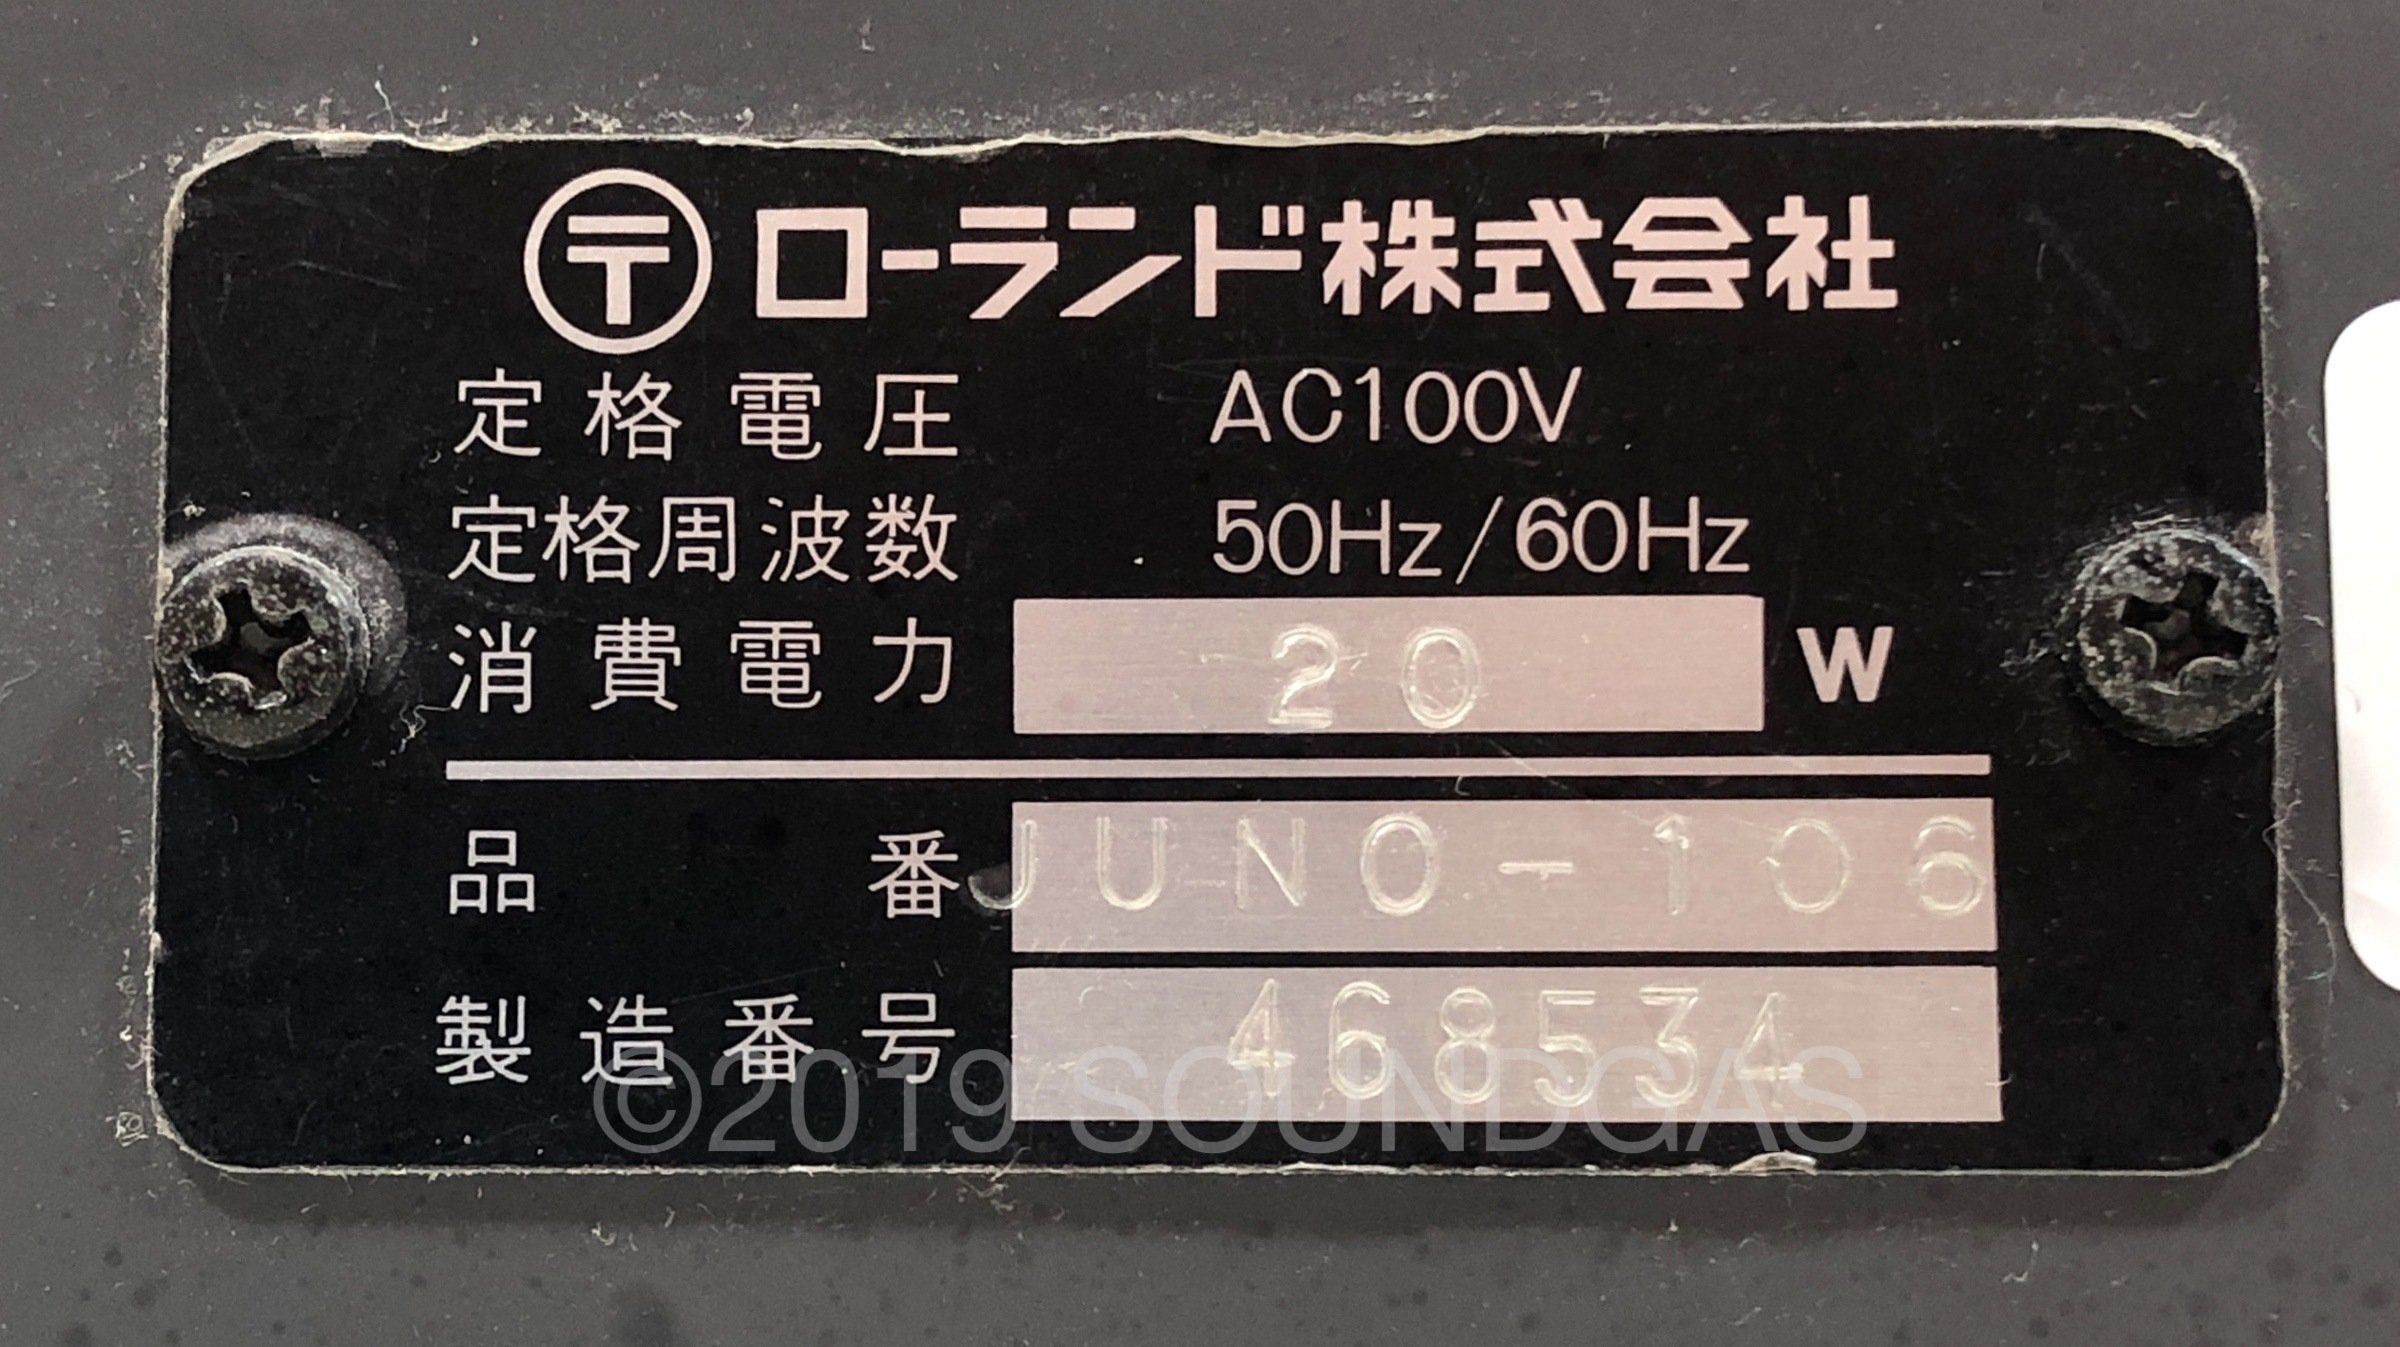 〒 ローランド株式会社
定格電圧 AC100V
定格周波数 50Hz/60Hz
消費電力 20 W
品番 JUNO-106
製造番号 468534
©2019 SOUNDGAS